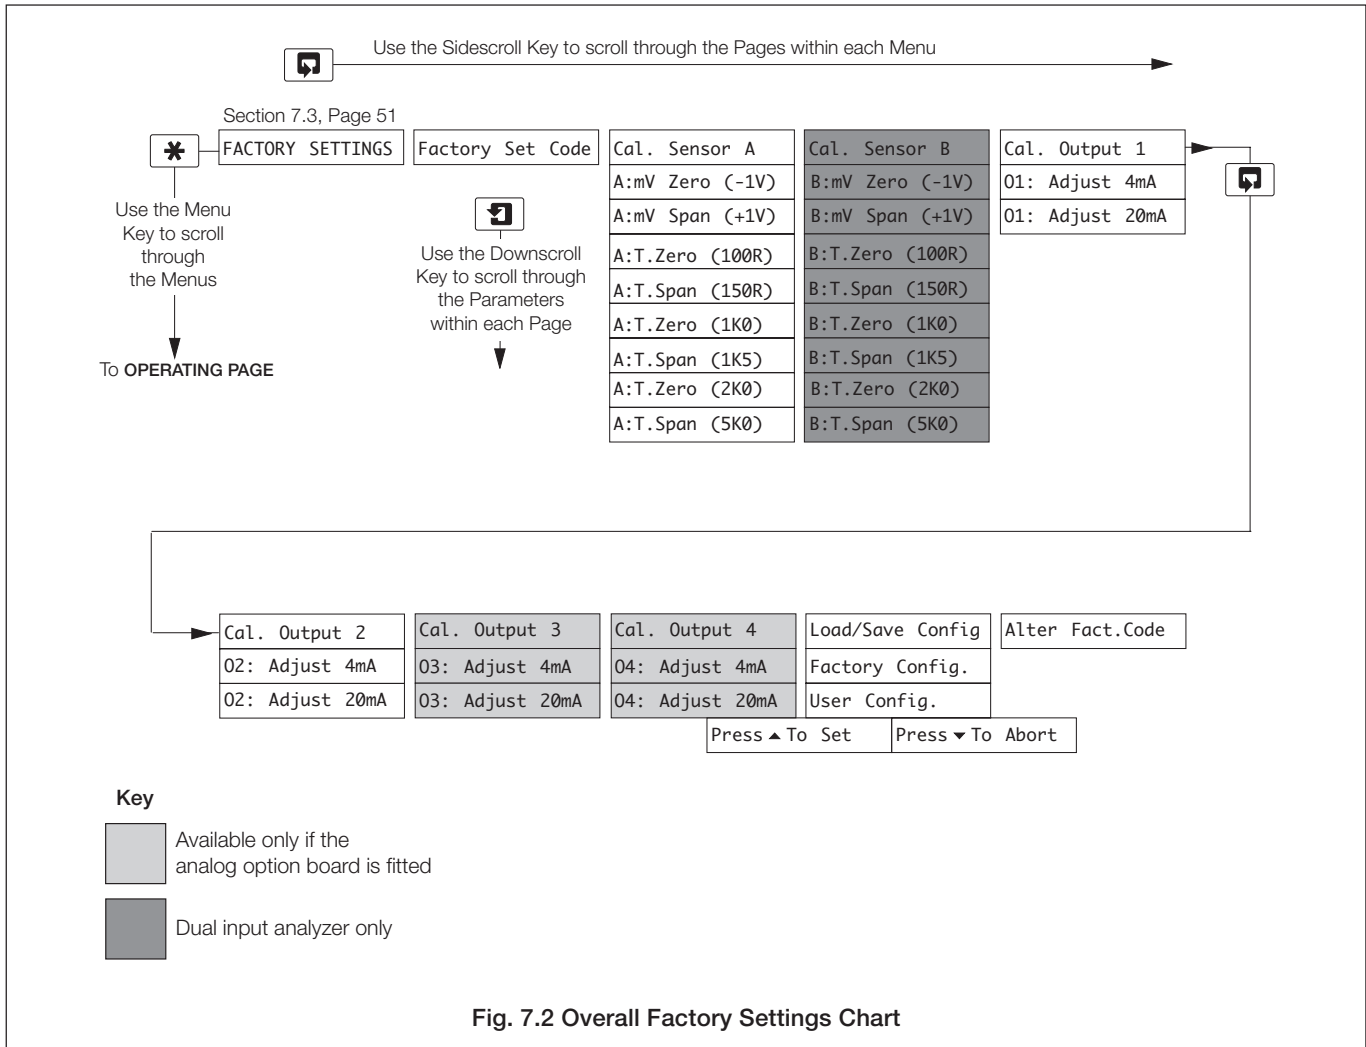 Use the Sidescroll Key to scroll through the Pages within each Menu
Section 7.3, Page 51
FACTORY SETTINGS
Use the Menu
Key to scroll
through
the Menus
To OPERATING PAGE
Factory Set Code
Use the Downscroll
Key to scroll through
the Parameters
within each Page
Cal. Sensor A
A:mV Zero (-1V)
A:mV Span (+1V)
A:T.Zero (100R)
A:T.Span (150R)
A:T.Zero (1K0)
A:T.Span (1K5)
A:T.Zero (2K0)
A:T.Span (5K0)
Cal. Sensor B
B:mV Zero (-1V)
B:mV Span (+1V)
B:T.Zero (100R)
B:T.Span (150R)
B:T.Zero (1K0)
B:T.Span (1K5)
B:T.Zero (2K0)
B:T.Span (5K0)
Cal. Output 1
O1: Adjust 4mA
O1: Adjust 20mA
Cal. Output 2
O2: Adjust 4mA
O2: Adjust 20mA
Cal. Output 3
O3: Adjust 4mA
O3: Adjust 20mA
Cal. Output 4
O4: Adjust 4mA
O4: Adjust 20mA
Load/Save Config
Factory Config.
User Config.
Press ▲ To Set
Press ▼ To Abort
Alter Fact.Code
Key
Available only if the
analog option board is fitted
Dual input analyzer only
Fig. 7.2 Overall Factory Settings Chart